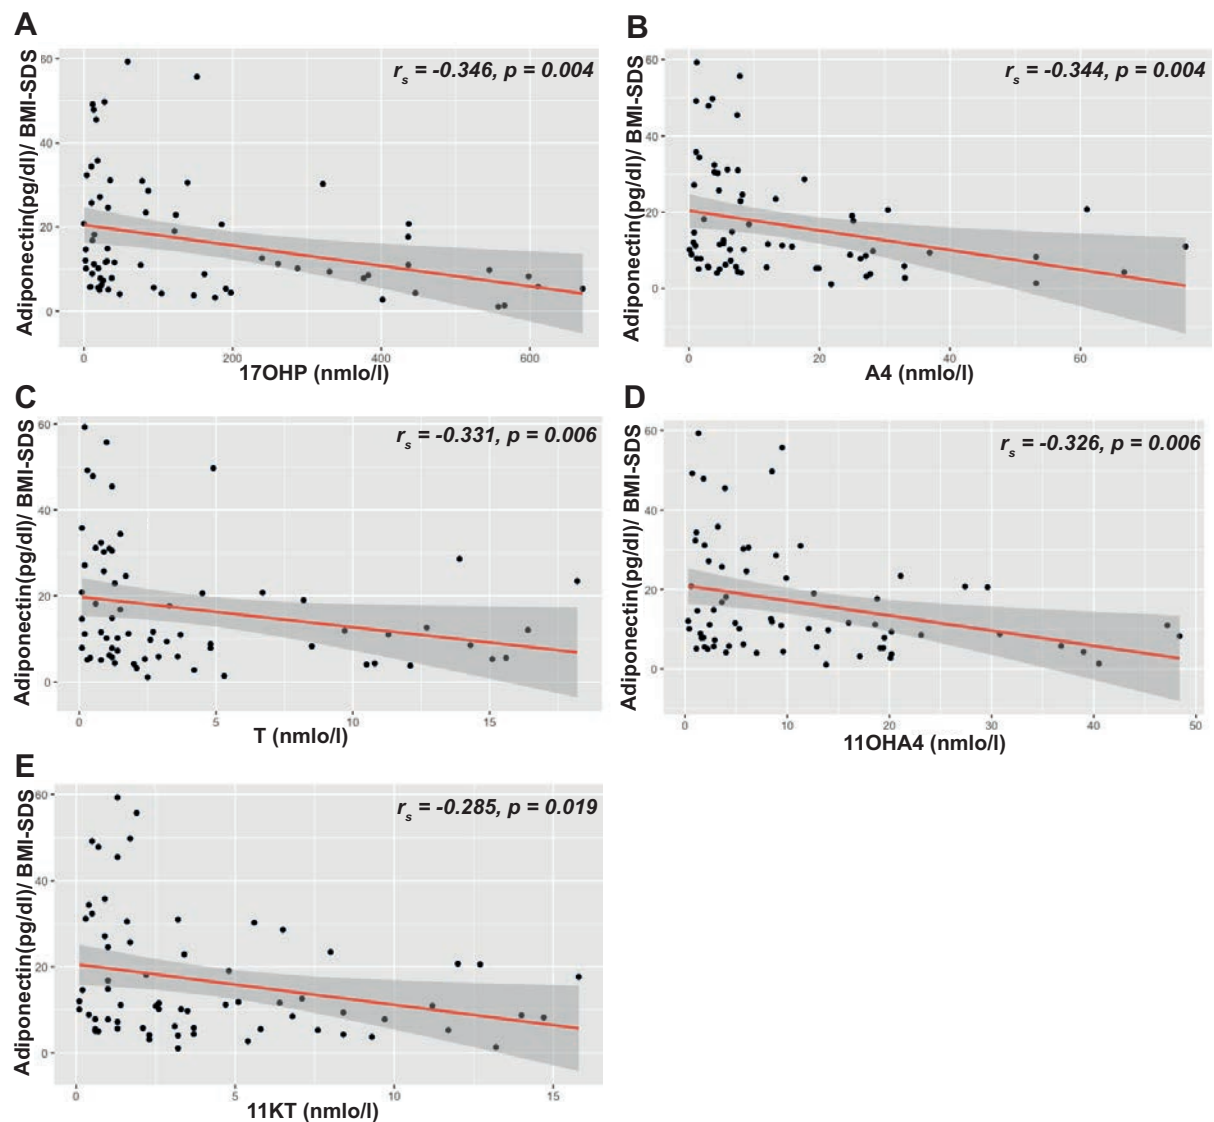 A
Adiponectin(pg/dl)/ BMI-SDS
60
40
20
0
r_s = -0.346, p = 0.004
0 200 400 600
17OHP (nmlo/l)
B
Adiponectin(pg/dl)/ BMI-SDS
60
40
20
0
r_s = -0.344, p = 0.004
0 20 40 60
A4 (nmlo/l)
C
Adiponectin(pg/dl)/ BMI-SDS
60
40
20
0
r_s = -0.331, p = 0.006
0 5 10 15
T (nmlo/l)
D
Adiponectin(pg/dl)/ BMI-SDS
60
40
20
0
r_s = -0.326, p = 0.006
0 10 20 30 40 50
11OHA4 (nmlo/l)
E
Adiponectin(pg/dl)/ BMI-SDS
60
40
20
0
r_s = -0.285, p = 0.019
0 5 10 15
11KT (nmlo/l)